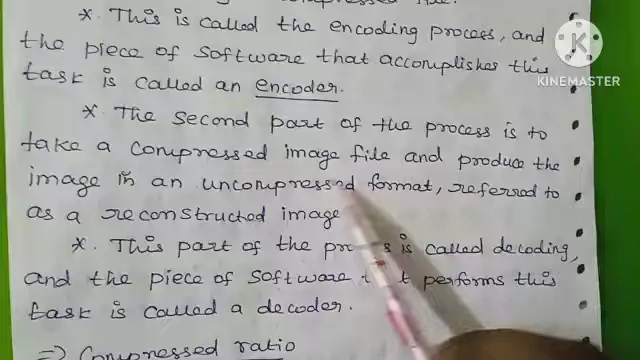 * This is called the encoding process, and
the piece of software that accomplishes this
task is called an encoder.
* The second part of the process is to
take a compressed image file and produce the
image in an uncompressed format, referred to
as a reconstructed image
* This part of the is called decoding,
and the piece of software performs this
task is called a decoder.
=> Compressed ratio
KINEMASTER